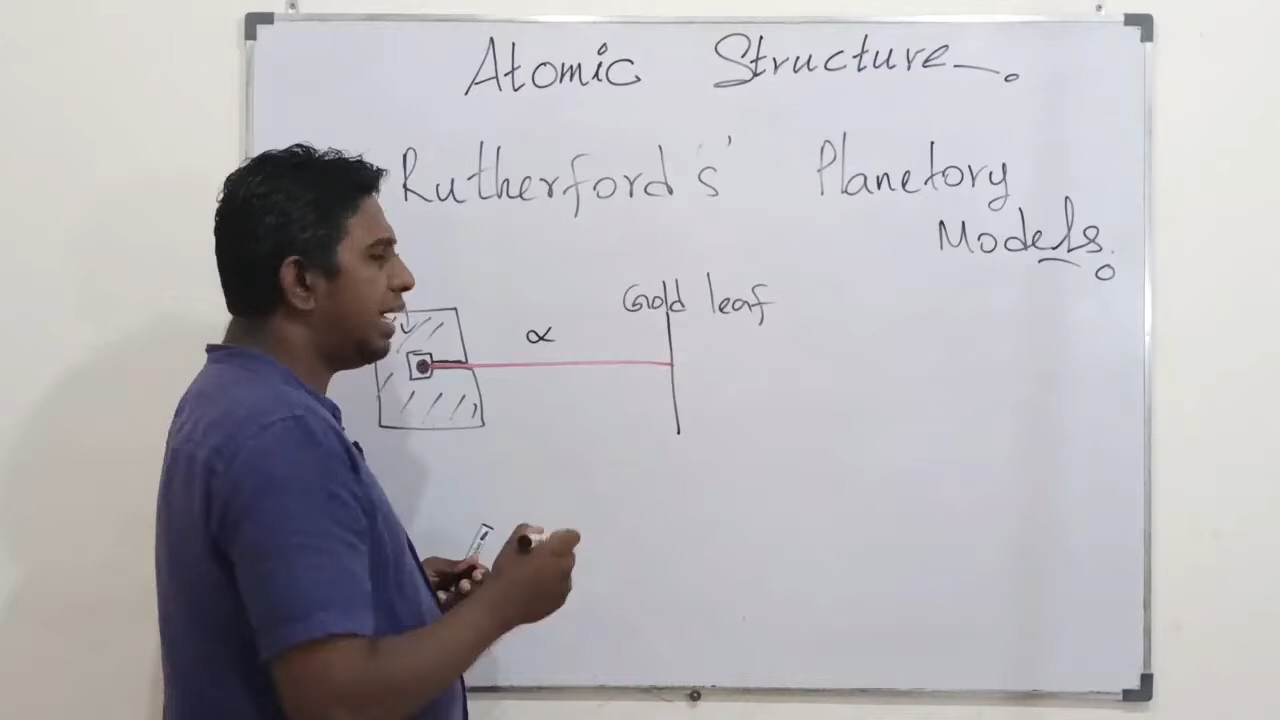 Atomic Structure.
Rutherford's' Planetory
Models.
Gold leaf
α